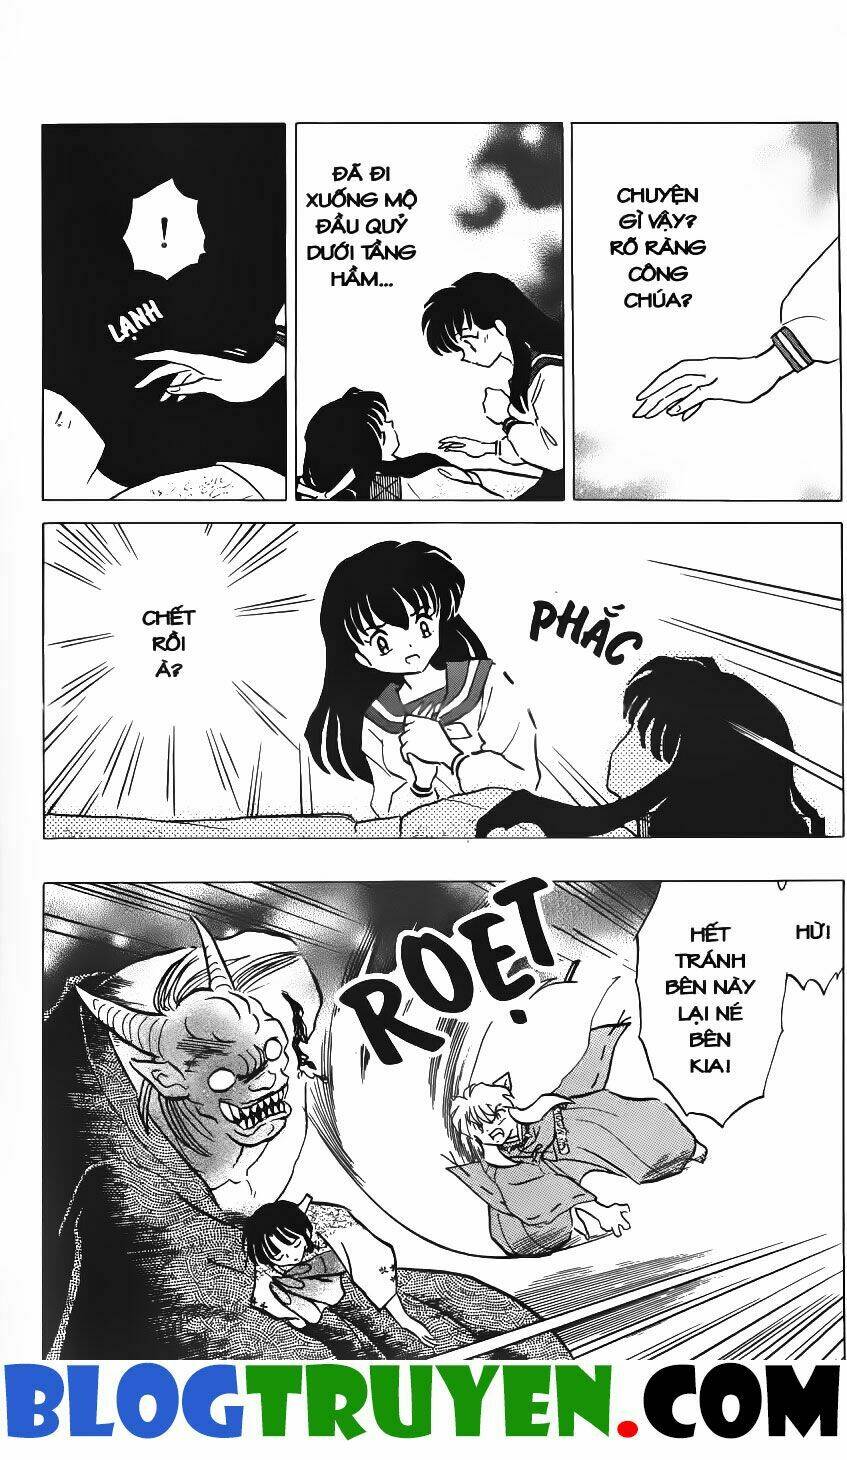 CHUYỆN
GÌ VẬY?
RÕ RÀNG
CÔNG
CHÚA?
ĐÃ ĐI
XUỐNG MỘ
ĐẦU QUỶ
DƯỚI TẦNG
HẦM...
!
LẠNH
PHẮC
CHẾT
RỒI
À?
HỪ!
HẾT
TRÁNH
BÊN NÀY
LẠI NÉ
BÊN
KIA!
ROẸT
BLOGTRUYEN.COM